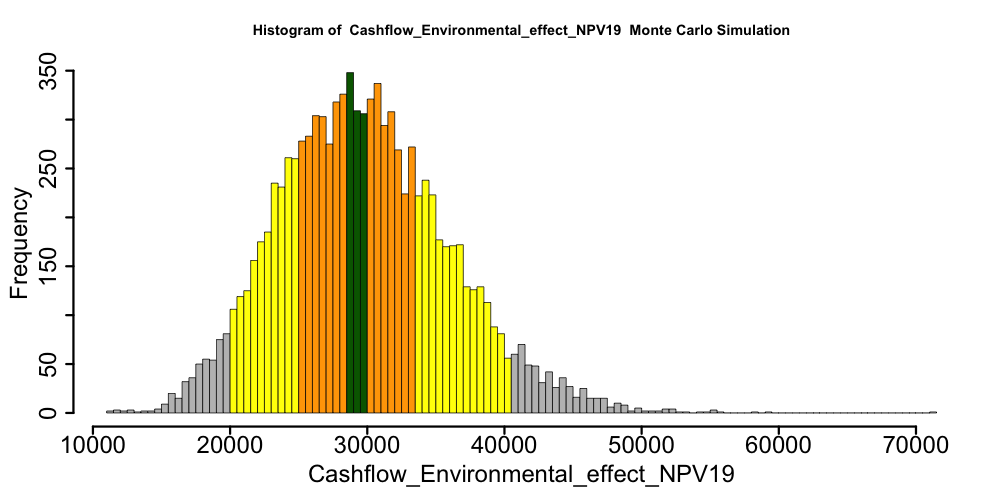 Histogram of  Cashflow_Environmental_effect_NPV19  Monte Carlo Simulation
Frequency
350
250
150
50
0
10000 20000 30000 40000 50000 60000 70000
Cashflow_Environmental_effect_NPV19